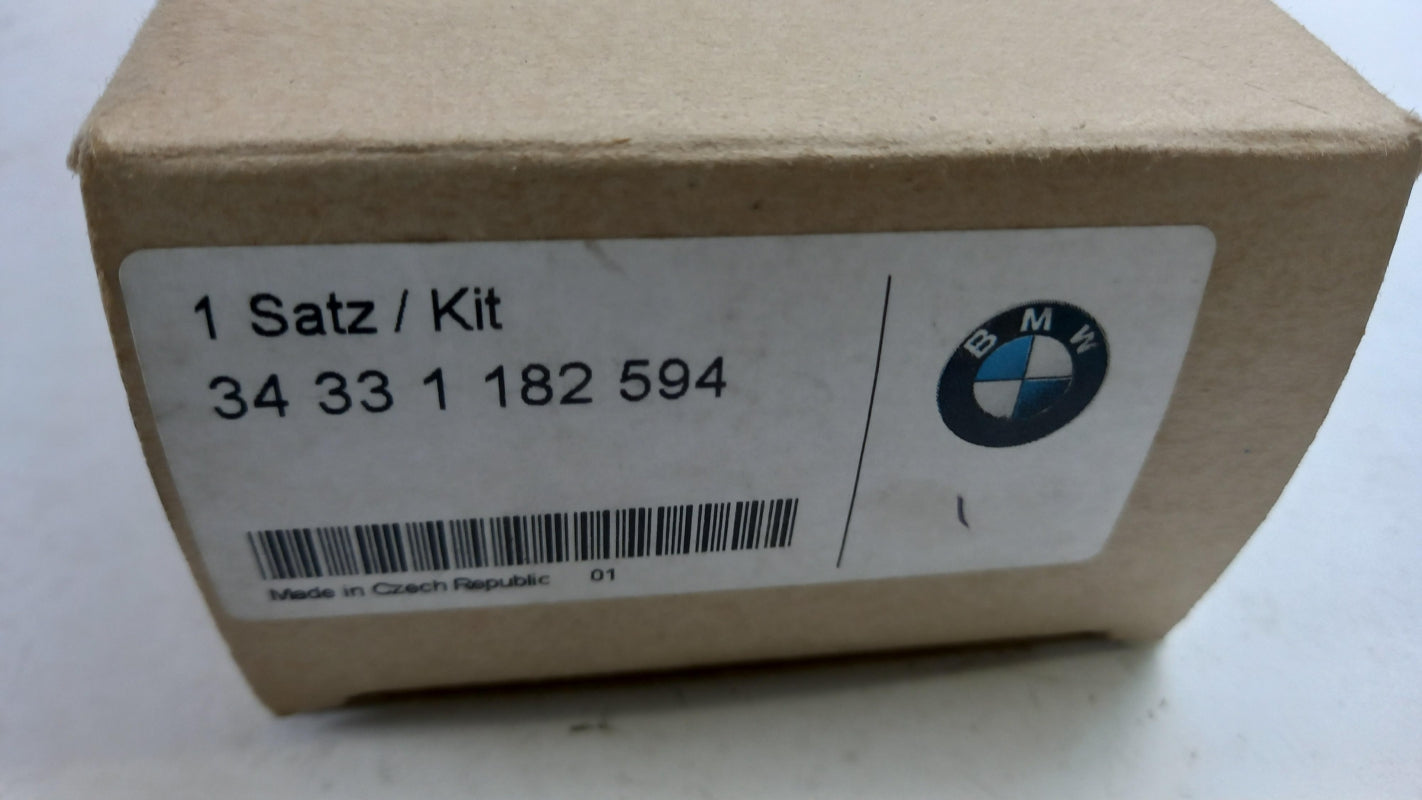 1 Satz / Kit
34 33 1 182 594
Made in Czech Republic 01
BMW